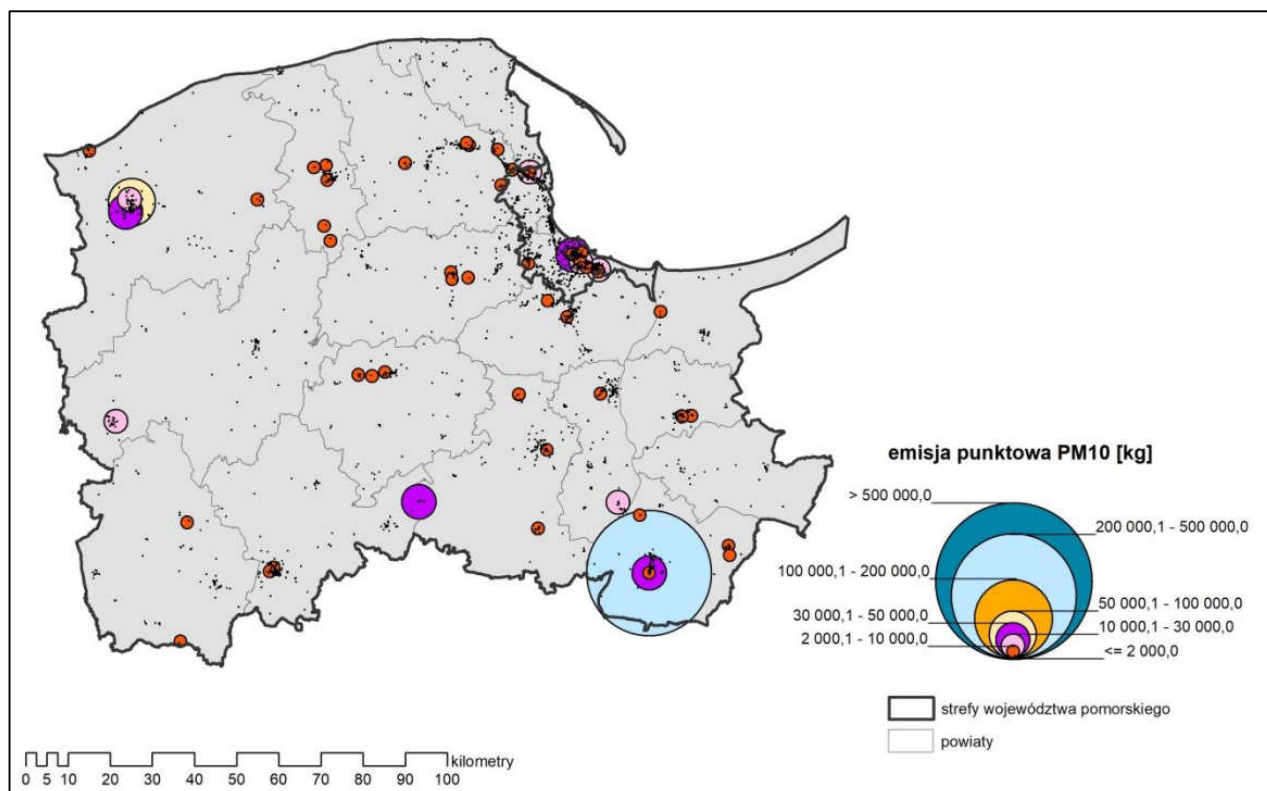 emisja punktowa PM10 [kg]
> 500 000,0
200 000,1 - 500 000,0
100 000,1 - 200 000,0
50 000,1 - 100 000,0
30 000,1 - 50 000,0
10 000,1 - 30 000,0
2 000,1 - 10 000,0
<= 2 000,0
strefy województwa pomorskiego
powiaty
kilometry
0 5 10 20 30 40 50 60 70 80 90 100